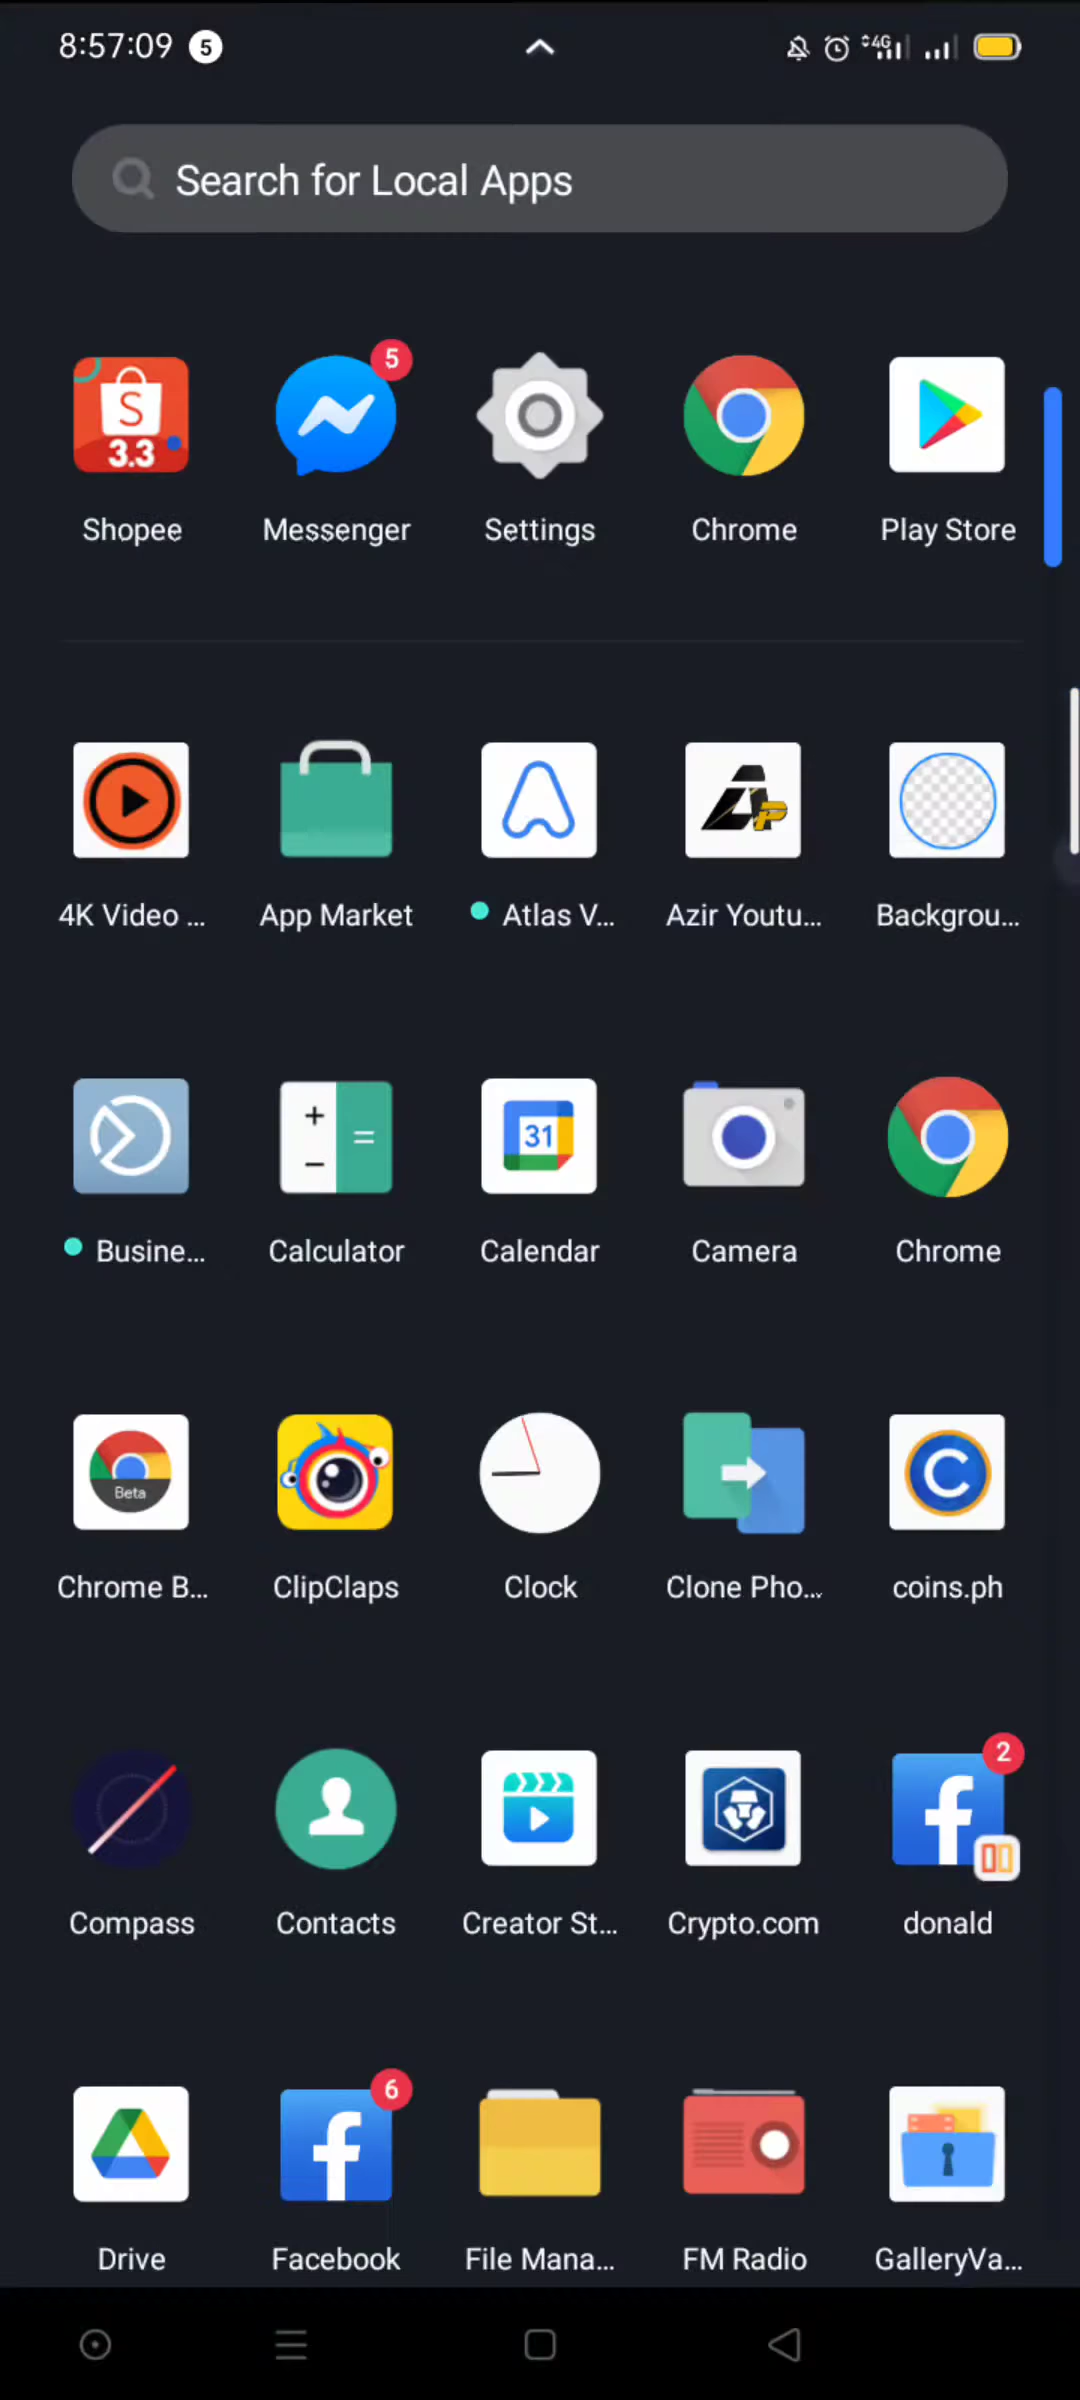 8:57:09 5 4G
Search for Local Apps
S
3.3
5
Shopee Messenger Settings Chrome Play Store
AP
4K Video ... App Market Atlas V... Azir Youtu... Backgrou...
+ − = 31
Busine... Calculator Calendar Camera Chrome
Beta C
Chrome B... ClipClaps Clock Clone Pho... coins.ph
f 2
Compass Contacts Creator St... Crypto.com donald
f 6
Drive Facebook File Mana... FM Radio GalleryVa...